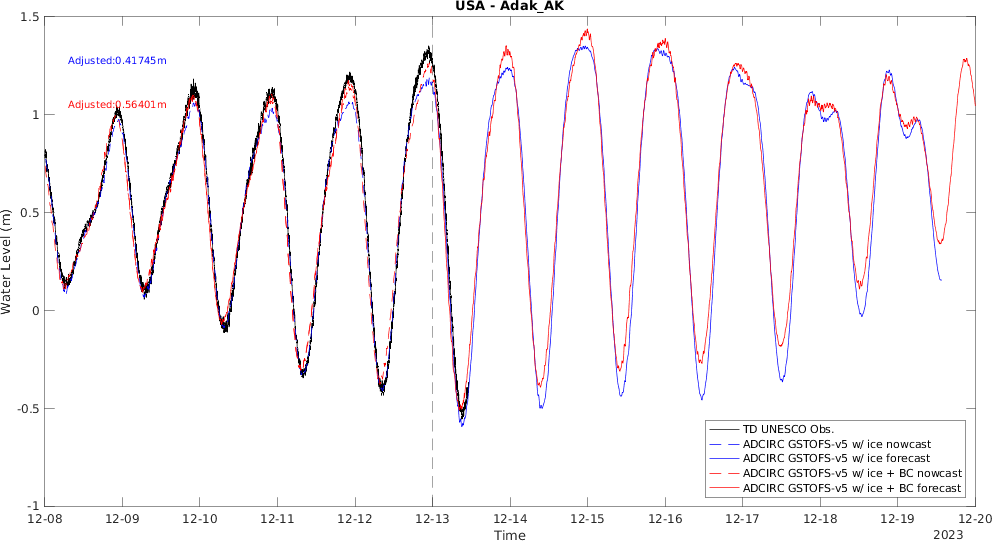 USA - Adak_AK
1.5
1
0.5
0
-0.5
-1
Water Level (m)
Adjusted:0.41745m
Adjusted:0.56401m
TD UNESCO Obs.
ADCIRC GSTOFS-v5 w/ ice nowcast
ADCIRC GSTOFS-v5 w/ ice forecast
ADCIRC GSTOFS-v5 w/ ice + BC nowcast
ADCIRC GSTOFS-v5 w/ ice + BC forecast
12-08 12-09 12-10 12-11 12-12 12-13 12-14 12-15 12-16 12-17 12-18 12-19 12-20
Time
2023